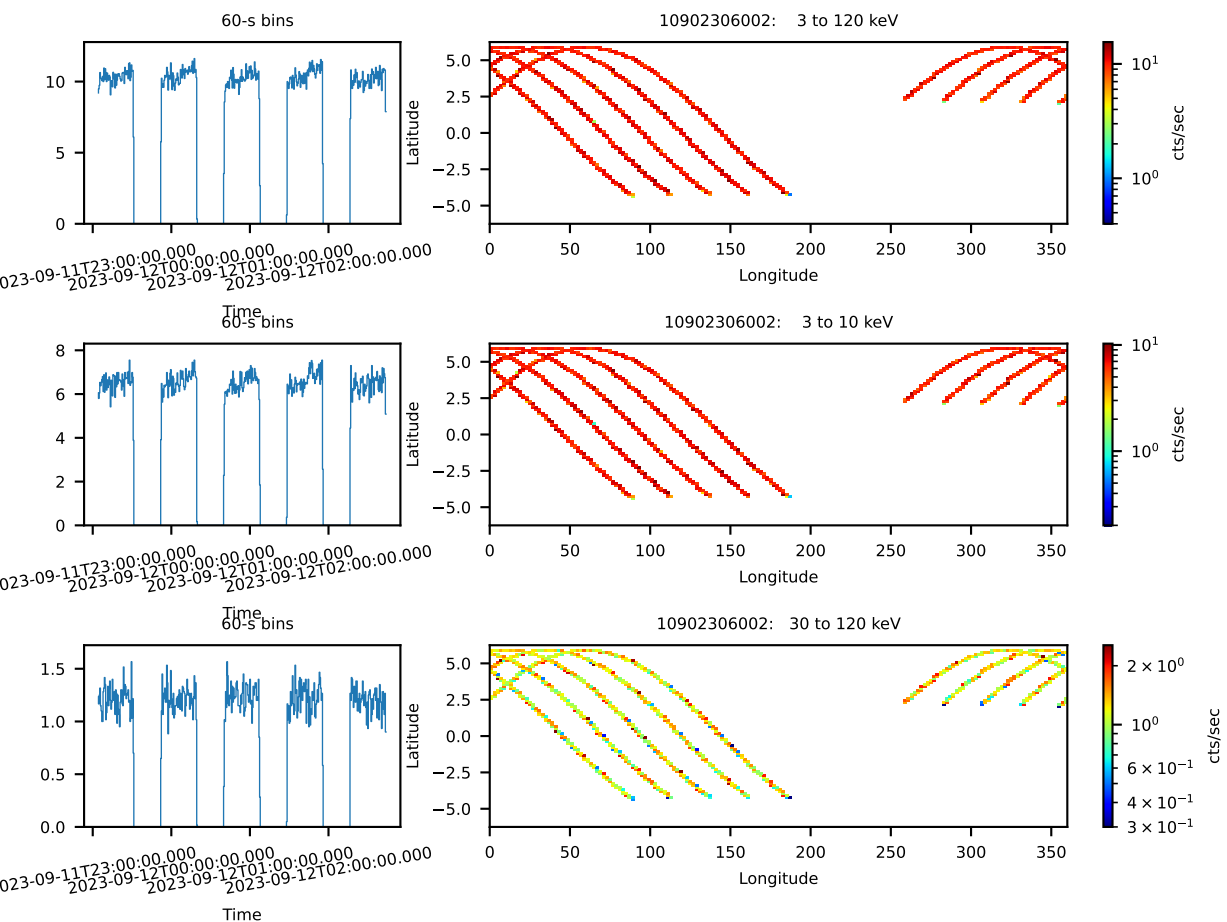 60-s bins
10902306002: 3 to 120 keV
10
5
0
023-09-11T23:00:00.000
2023-09-12T00:00:00.000
2023-09-12T01:00:00.000
2023-09-12T02:00:00.000
Time
Latitude
5.0
2.5
0.0
−2.5
−5.0
0 50 100 150 200 250 300 350
Longitude
10¹
10⁰
cts/sec
60-s bins
10902306002: 3 to 10 keV
8
6
4
2
0
023-09-11T23:00:00.000
2023-09-12T00:00:00.000
2023-09-12T01:00:00.000
2023-09-12T02:00:00.000
Time
Latitude
5.0
2.5
0.0
−2.5
−5.0
0 50 100 150 200 250 300 350
Longitude
10¹
10⁰
cts/sec
60-s bins
10902306002: 30 to 120 keV
1.5
1.0
0.5
0.0
023-09-11T23:00:00.000
2023-09-12T00:00:00.000
2023-09-12T01:00:00.000
2023-09-12T02:00:00.000
Time
Latitude
5.0
2.5
0.0
−2.5
−5.0
0 50 100 150 200 250 300 350
Longitude
2 × 10⁰
10⁰
6 × 10⁻¹
4 × 10⁻¹
3 × 10⁻¹
cts/sec